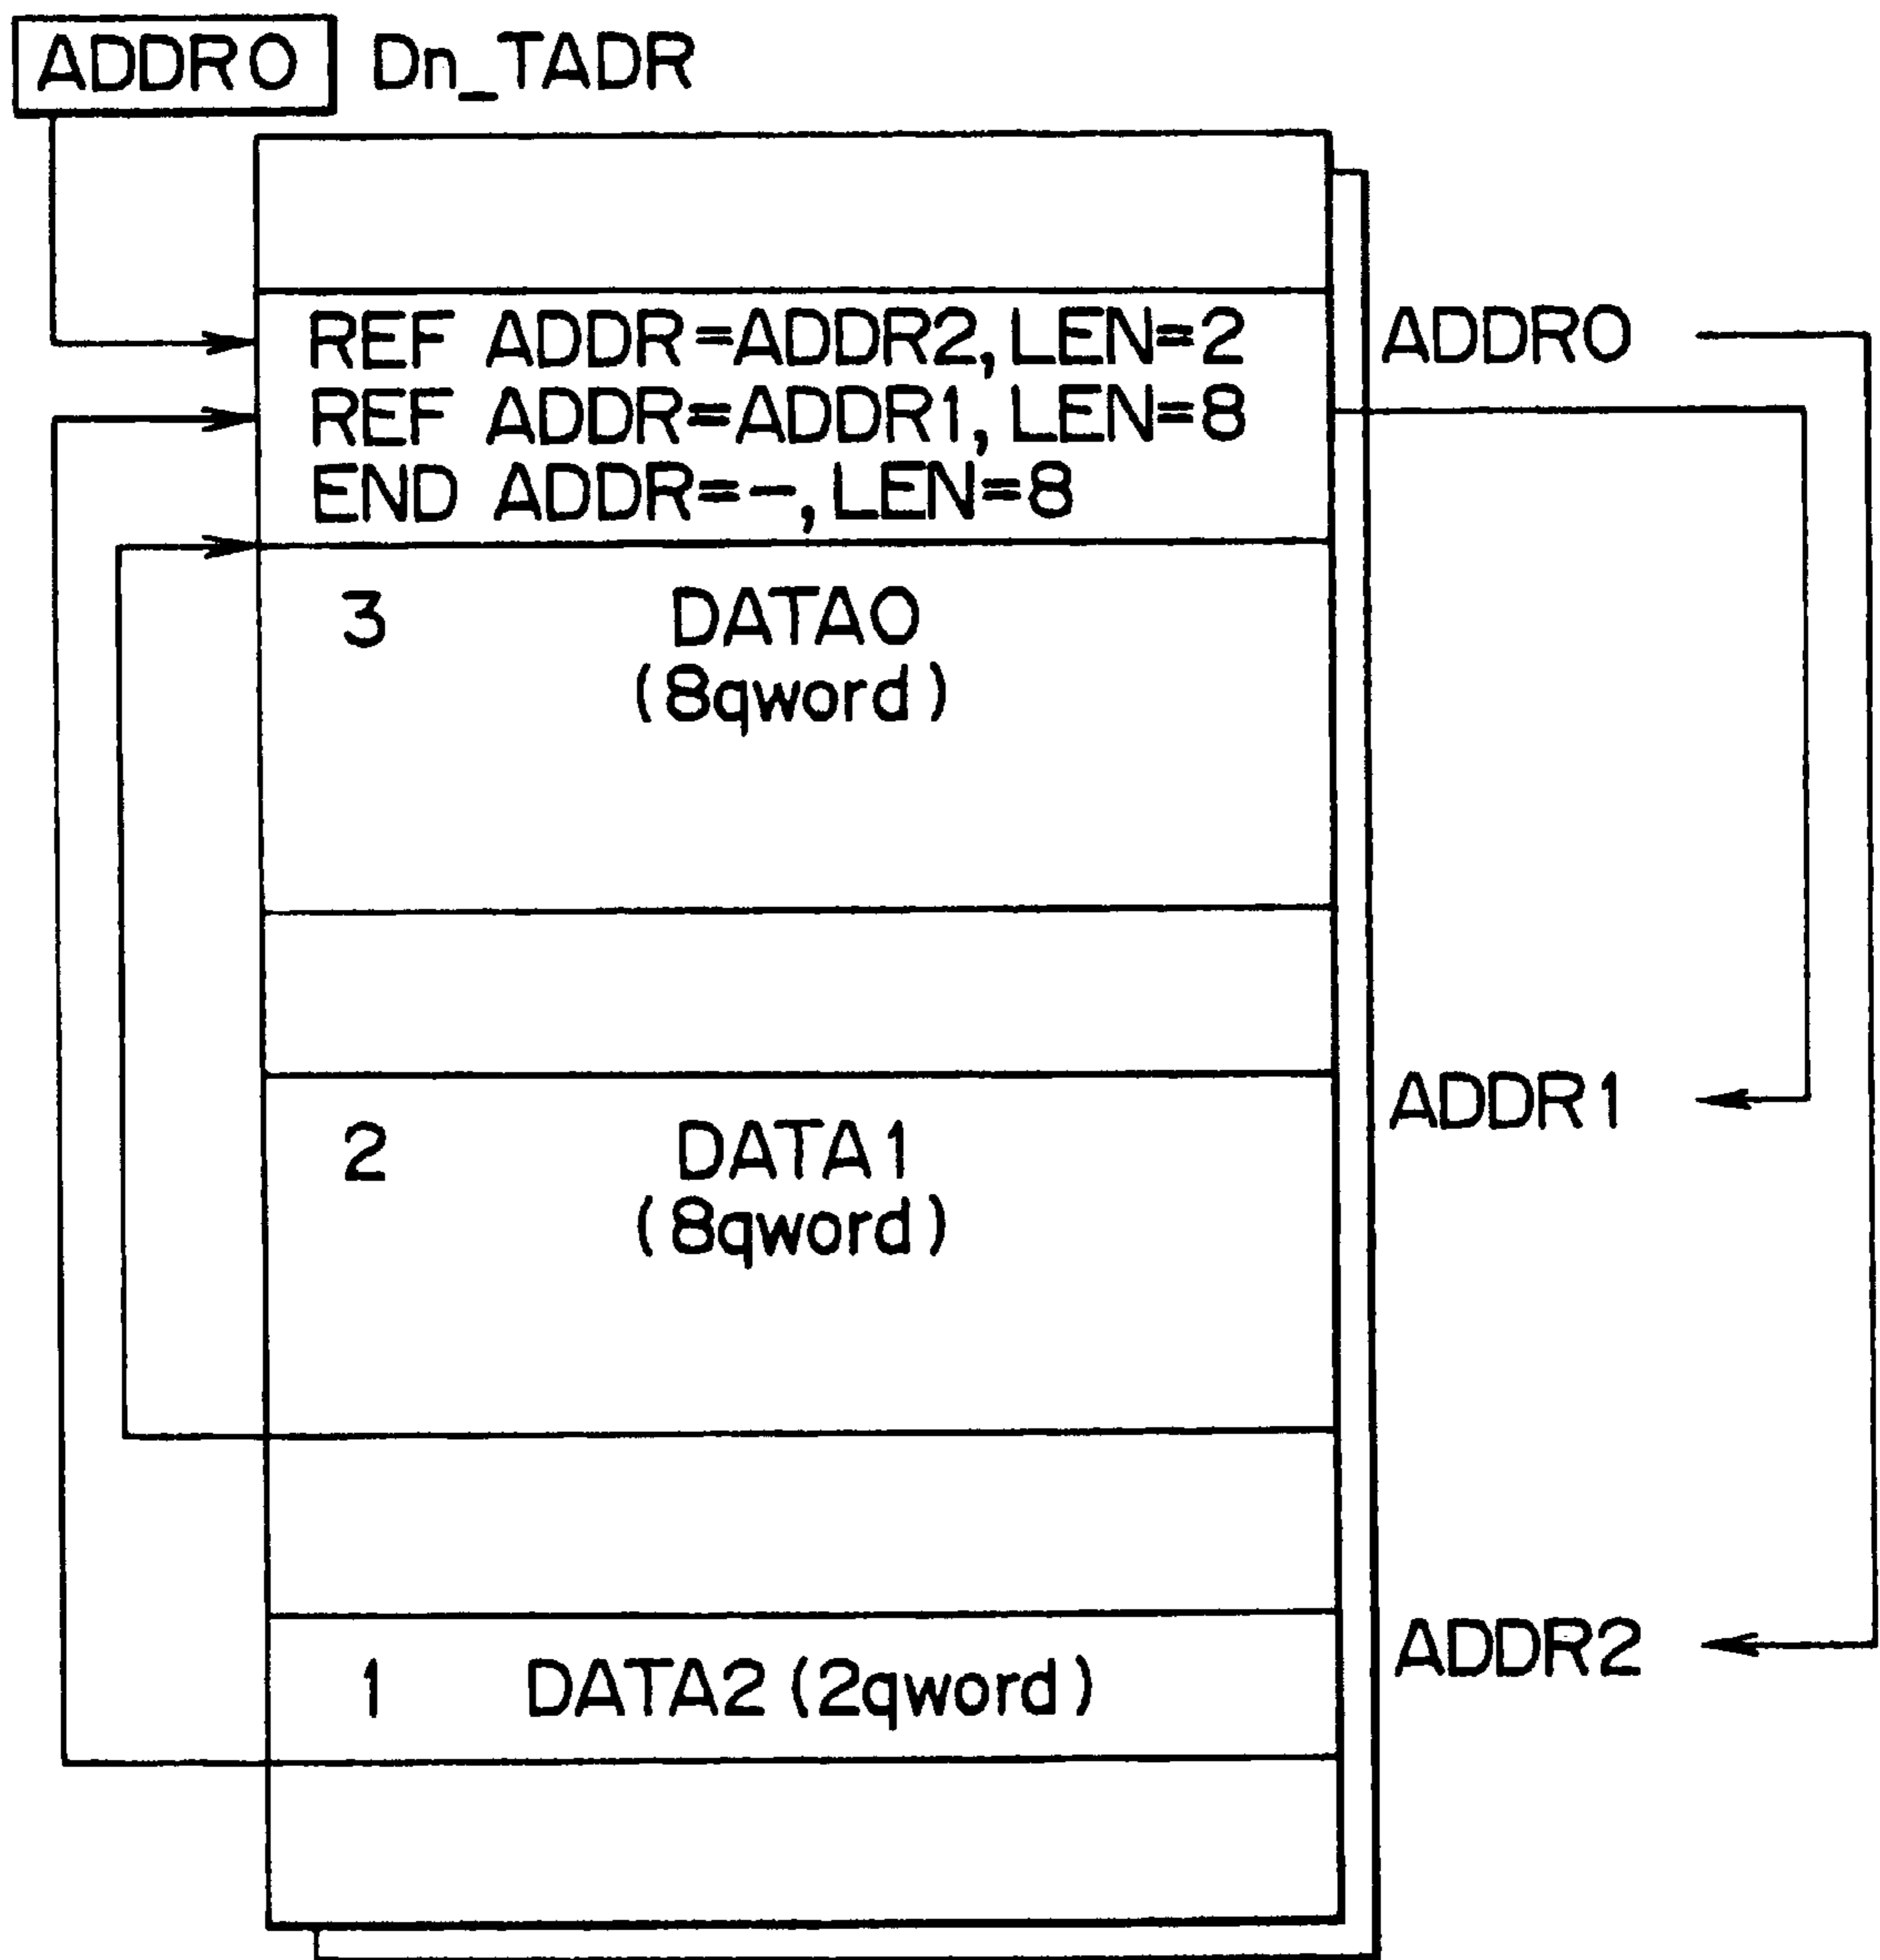 ADDR0 Dn_TADR
REF ADDR=ADDR2,LEN=2 ADDR0
REF ADDR=ADDR1,LEN=8
END ADDR=-,LEN=8
3 DATA0
(8qword)
ADDR1
2 DATA1
(8qword)
ADDR2
1 DATA2(2qword)